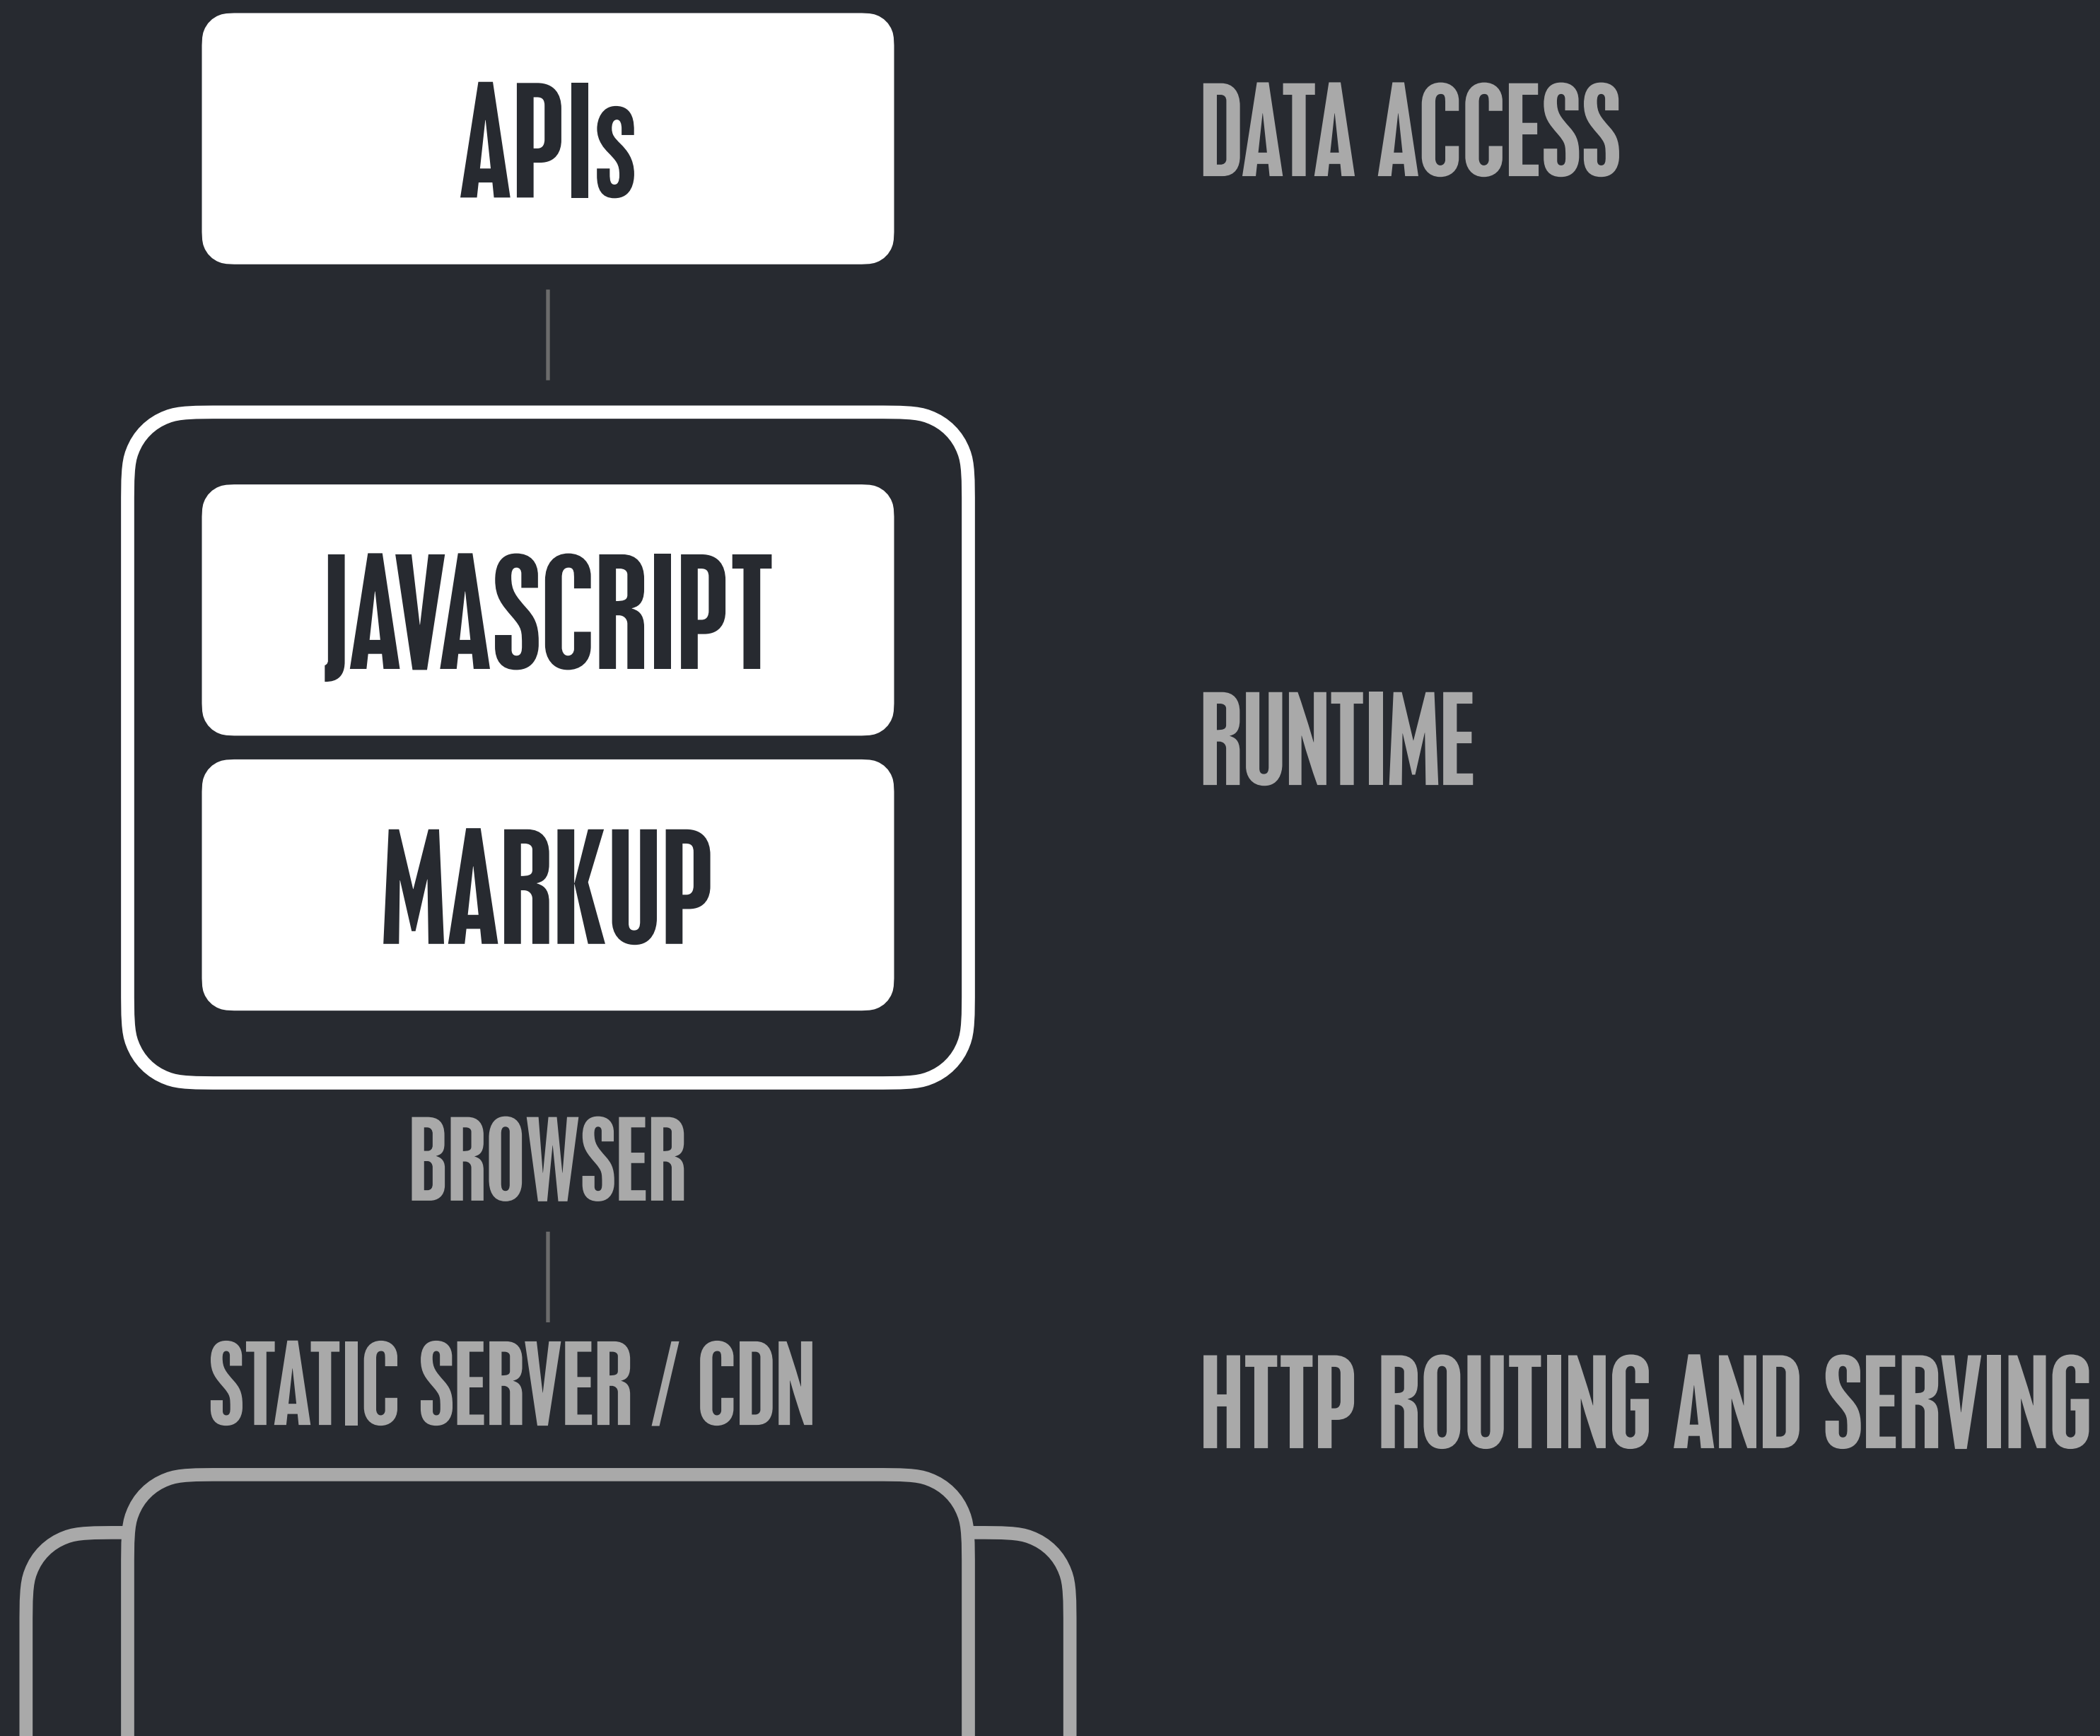 APIs
DATA ACCESS
JAVASCRIPT
RUNTIME
MARKUP
BROWSER
STATIC SERVER / CDN
HTTP ROUTING AND SERVING